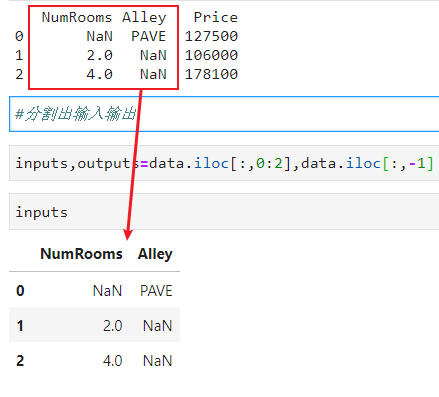 NumRooms Alley Price
0 NaN PAVE 127500
1 2.0 NaN 106000
2 4.0 NaN 178100
#分割出输入输出
inputs,outputs=data.iloc[:,0:2],data.iloc[:,-1]
inputs
NumRooms Alley
0 NaN PAVE
1 2.0 NaN
2 4.0 NaN